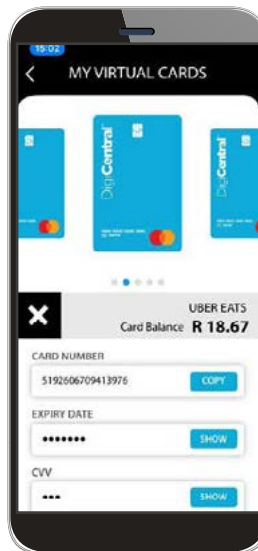 15:02
MY VIRTUAL CARDS
DigiCentral
DigiCentral
UBER EATS
Card Balance R 18.67
CARD NUMBER
5192606709413976
COPY
EXPIRY DATE
•••••••
SHOW
CVV
•••
SHOW